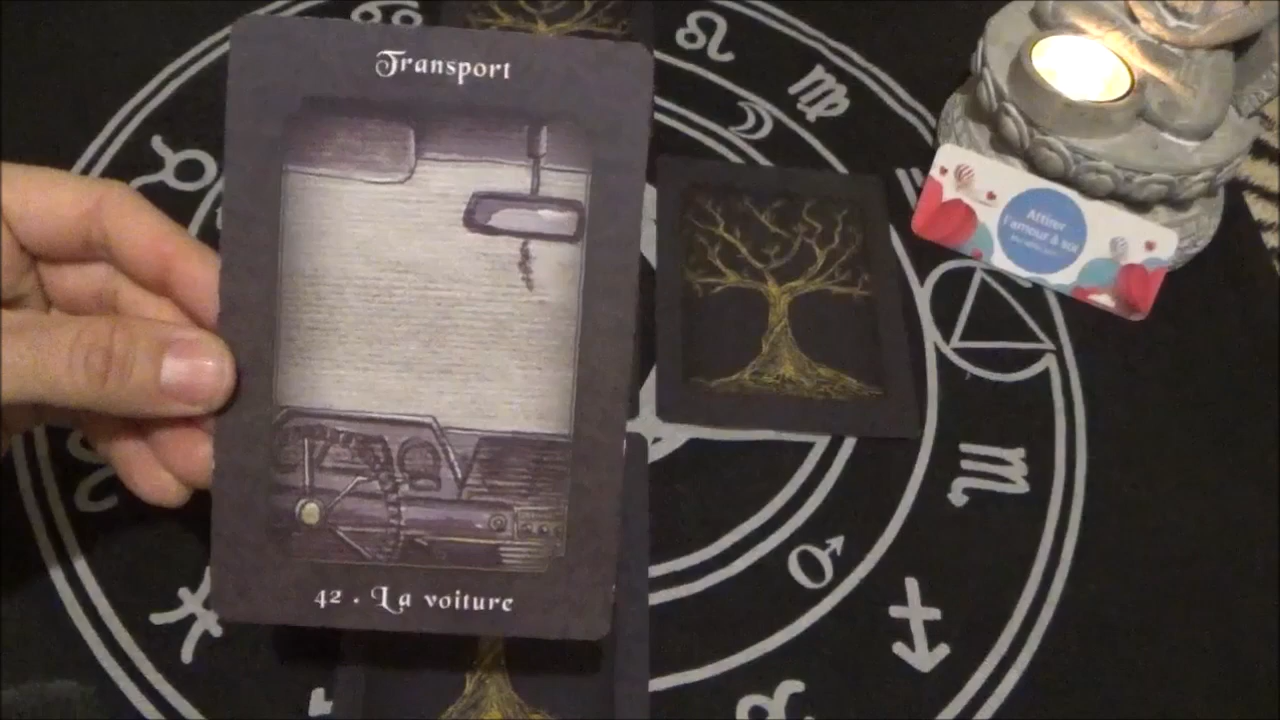 Transport
42 . La voiture
Attirer
l'amour à soi